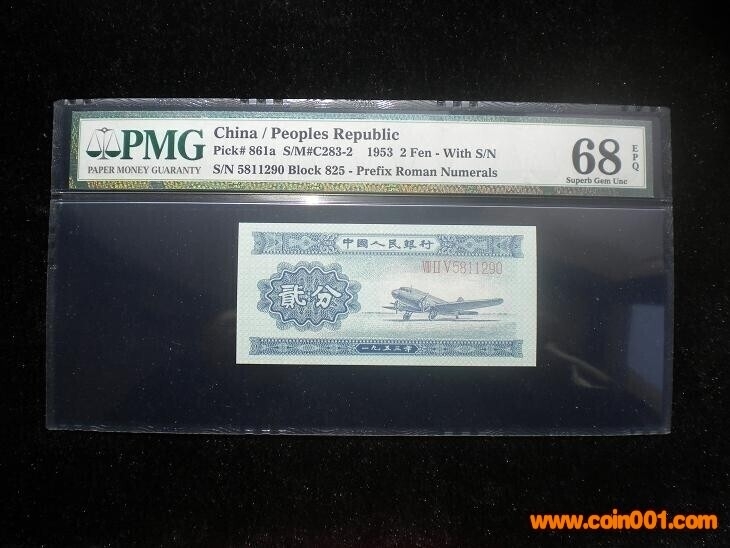 PMG
PAPER MONEY GUARANTY
China / Peoples Republic
Pick# 861a S/M#C283-2 1953 2 Fen - With S/N
S/N 5811290 Block 825 - Prefix Roman Numerals
68 EPQ
Superb Gem Unc
中國人民銀行
VIII II V 5811290
貳分
一九五三年
www.coin001.com